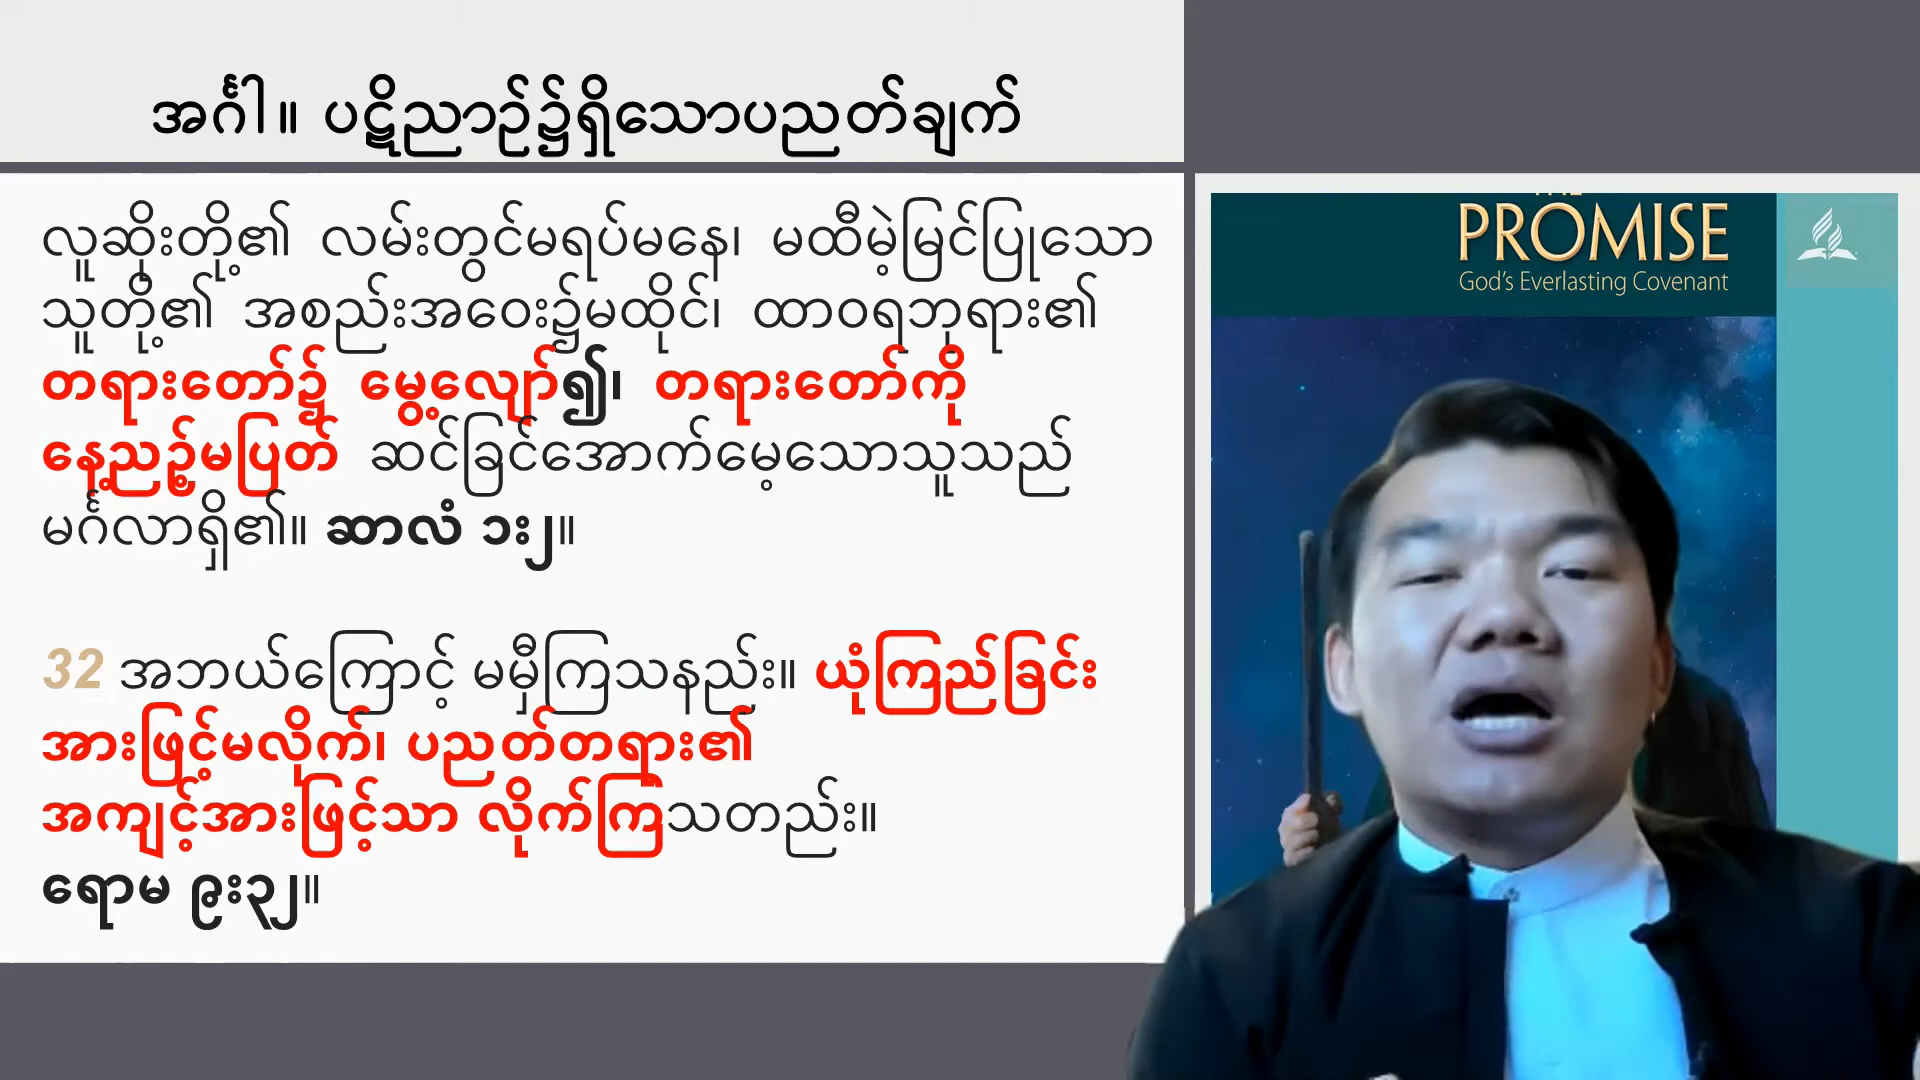 အင်္ဂါ။ ပဋိညာဉ်၌ရှိသောပညတ်ချက်
လူဆိုးတို့၏ လမ်းတွင်မရပ်မနေ၊ မထီမဲ့မြင်ပြုသော
သူတို့၏ အစည်းအဝေး၌မထိုင်၊ ထာဝရဘုရား၏
တရားတော်၌ မွေ့လျော်၍၊ တရားတော်ကို
နေ့ညဉ့်မပြတ် ဆင်ခြင်အောက်မေ့သောသူသည်
မင်္ဂလာရှိ၏။ ဆာလံ ၁း၂။
32 အဘယ်ကြောင့် မမှီကြသနည်း။ ယုံကြည်ခြင်း
အားဖြင့်မလိုက်၊ ပညတ်တရား၏
အကျင့်အားဖြင့်သာ လိုက်ကြသတည်း။
ရောမ ၉း၃၂။
PROMISE
God's Everlasting Covenant